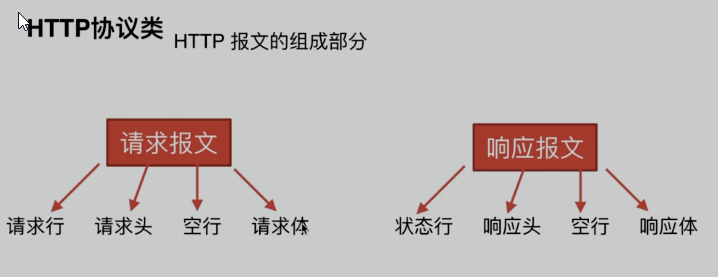 HTTP协议类
HTTP 报文的组成部分
请求报文
响应报文
请求行 请求头 空行 请求体
状态行 响应头 空行 响应体